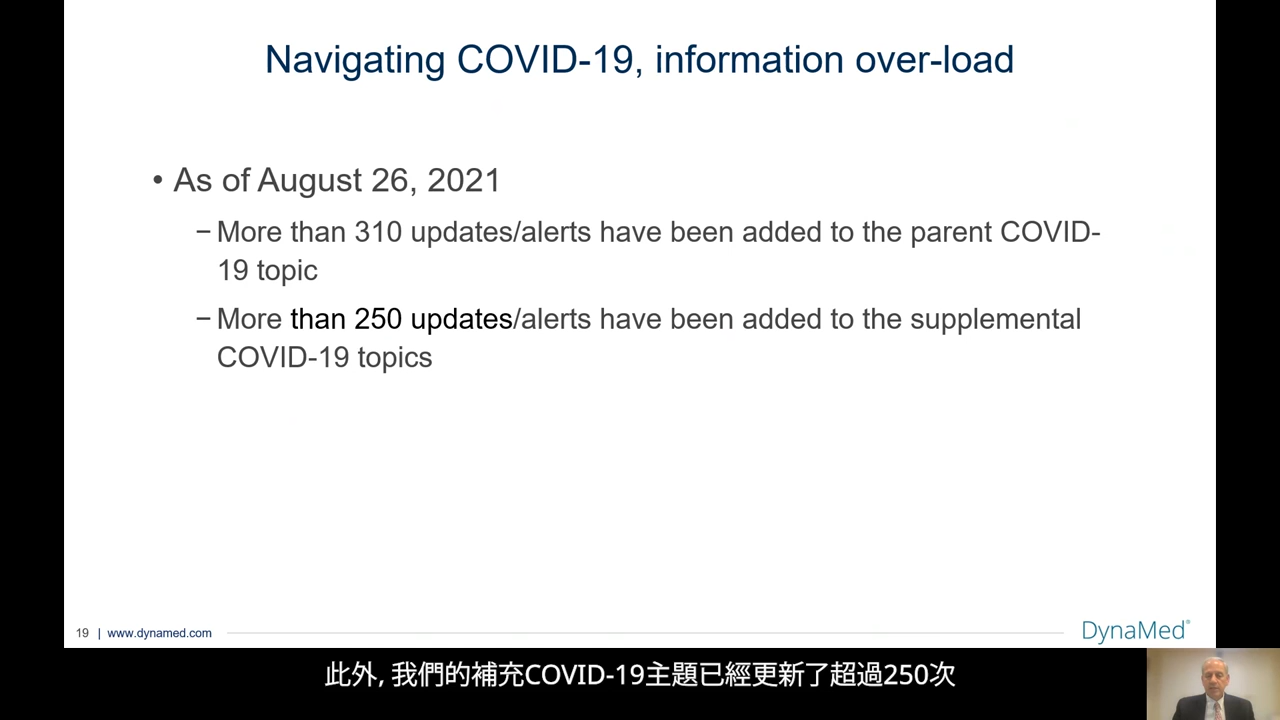 Navigating COVID-19, information over-load
• As of August 26, 2021
– More than 310 updates/alerts have been added to the parent COVID-
19 topic
– More than 250 updates/alerts have been added to the supplemental
COVID-19 topics
19 | www.dynamed.com
DynaMed®
此外, 我們的補充COVID-19主題已經更新了超過250次